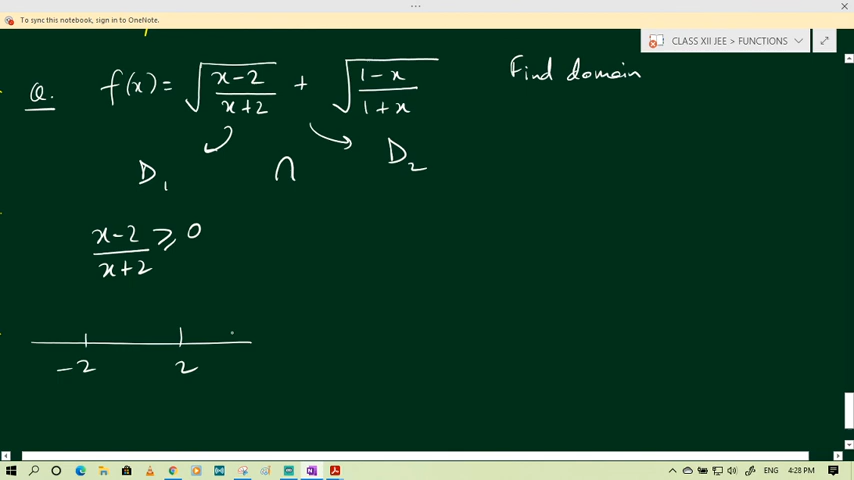 To sync this notebook, sign in to OneNote.
CLASS XII JEE > FUNCTIONS
Q. f(x) = √((x-2)/(x+2)) + √((1-x)/(1+x)) Find domain
D₁ ∩ D₂
(x-2)/(x+2) ≥ 0
-2 2
ENG 4:28 PM